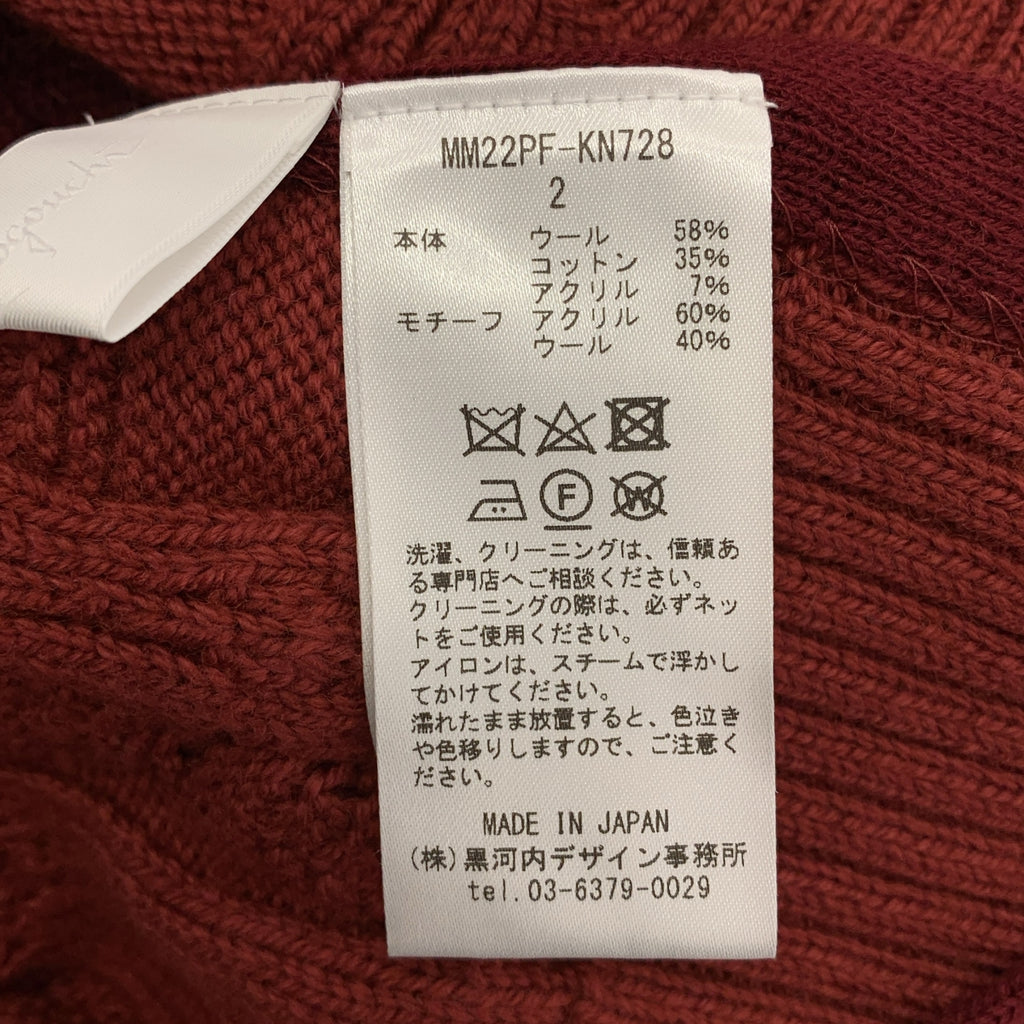 MM22PF-KN728
2
本体 ウール 58%
コットン 35%
アクリル 7%
モチーフ アクリル 60%
ウール 40%
F
W
洗濯、クリーニングは、信頼あ
る専門店へご相談ください。
クリーニングの際は、必ずネッ
トをご使用ください。
アイロンは、スチームで浮かし
てかけてください。
濡れたまま放置すると、色泣き
や色移りしますので、ご注意く
ださい。
MADE IN JAPAN
(株)黒河内デザイン事務所
tel.03-6379-0029